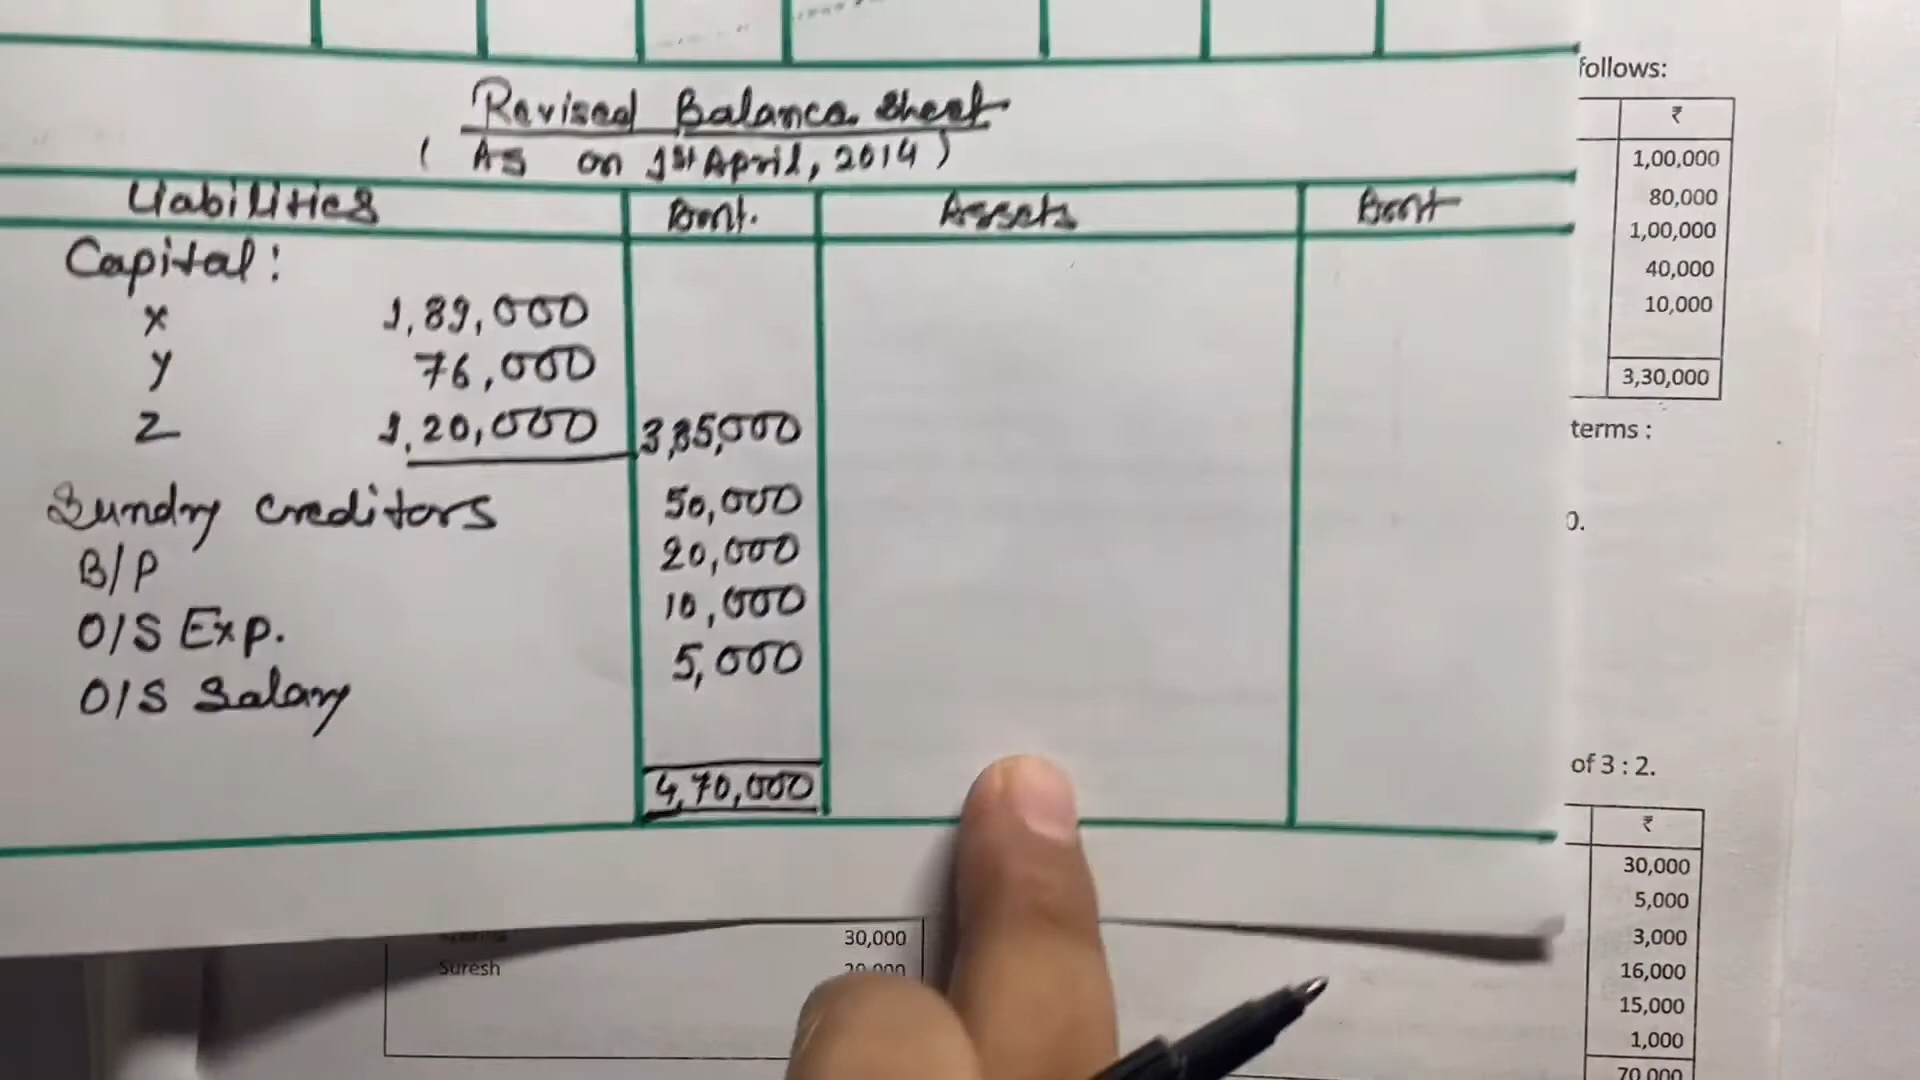 Revised Balance Sheet
( As on 1st April, 2014 )
Liabilities Amt. Assets Amt
Capital :
X 1,89,000
Y 76,000
Z 1,20,000 3,85,000
Sundry creditors 50,000
B/P 20,000
O/S Exp. 10,000
O/S Salary 5,000
4,70,000
follows:
₹
1,00,000
80,000
1,00,000
40,000
10,000
3,30,000
terms :
0.
of 3 : 2.
₹
30,000
5,000
3,000
16,000
15,000
1,000
70,000
30,000
Suresh